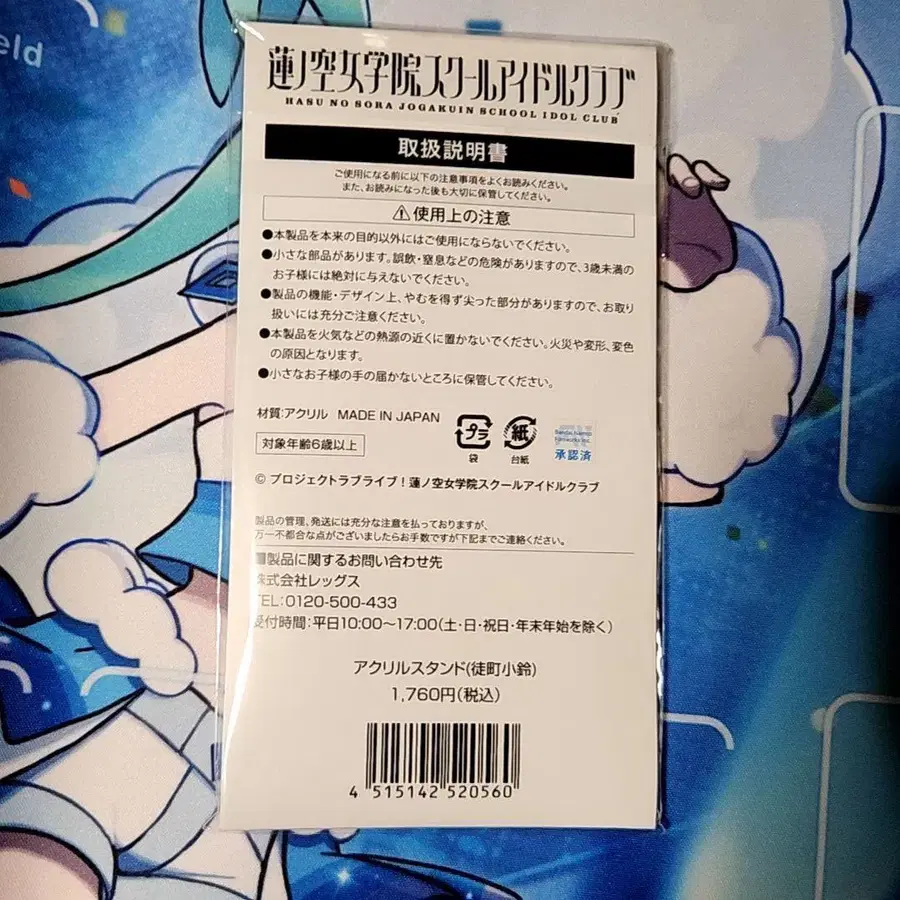 eld
蓮ノ空女学院スクールアイドルクラブ
HASU NO SORA JOGAKUIN SCHOOL IDOL CLUB
取扱説明書
ご使用になる前に以下の注意事項をよくお読みください。
また、お読みになった後も大切に保管してください。
⚠使用上の注意
●本製品を本来の目的以外にはご使用にならないでください。
●小さな部品があります。誤飲・窒息などの危険がありますので、3歳未満の
お子様には絶対に与えないでください。
●製品の機能・デザイン上、やむを得ず尖った部分がありますので、お取り
扱いには充分ご注意ください。
●本製品を火気などの熱源の近くに置かないでください。火災や変形、変色
の原因となります。
●小さなお子様の手の届かないところに保管してください。
材質:アクリル MADE IN JAPAN
対象年齢6歳以上
プラ
袋
紙
台紙
Bandai Namco
Filmworks Inc.
承認済
© プロジェクトラブライブ！蓮ノ空女学院スクールアイドルクラブ
製品の管理、発送には充分な注意を払っておりますが、
万一不都合な点がございましたらお手数ですが下記までご連絡ください。
■製品に関するお問い合わせ先
株式会社レッグス
TEL:0120-500-433
受付時間:平日10:00〜17:00(土・日・祝日・年末年始を除く)
アクリルスタンド(徒町小鈴)
1,760円(税込)
4 515142 520560